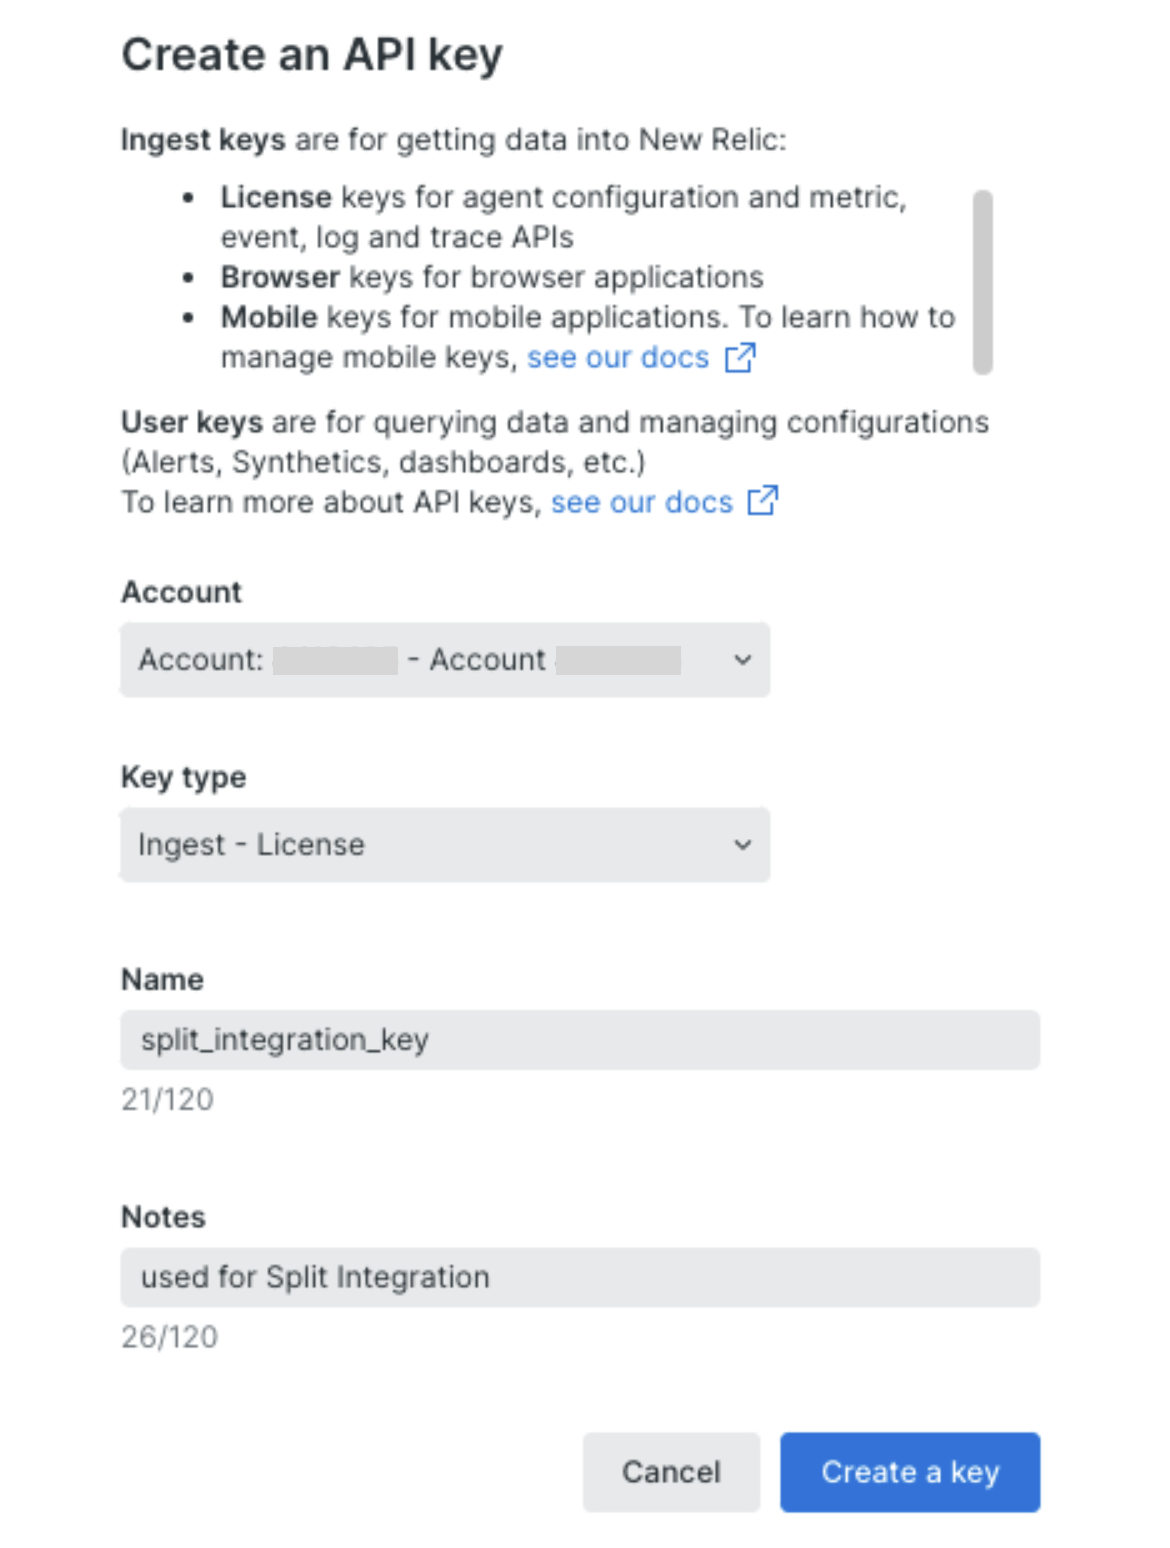 Create an API key
Ingest keys are for getting data into New Relic:
• License keys for agent configuration and metric,
event, log and trace APIs
• Browser keys for browser applications
• Mobile keys for mobile applications. To learn how to
manage mobile keys, see our docs
User keys are for querying data and managing configurations
(Alerts, Synthetics, dashboards, etc.)
To learn more about API keys, see our docs
Account
Account: - Account
Key type
Ingest - License
Name
split_integration_key
21/120
Notes
used for Split Integration
26/120
Cancel
Create a key